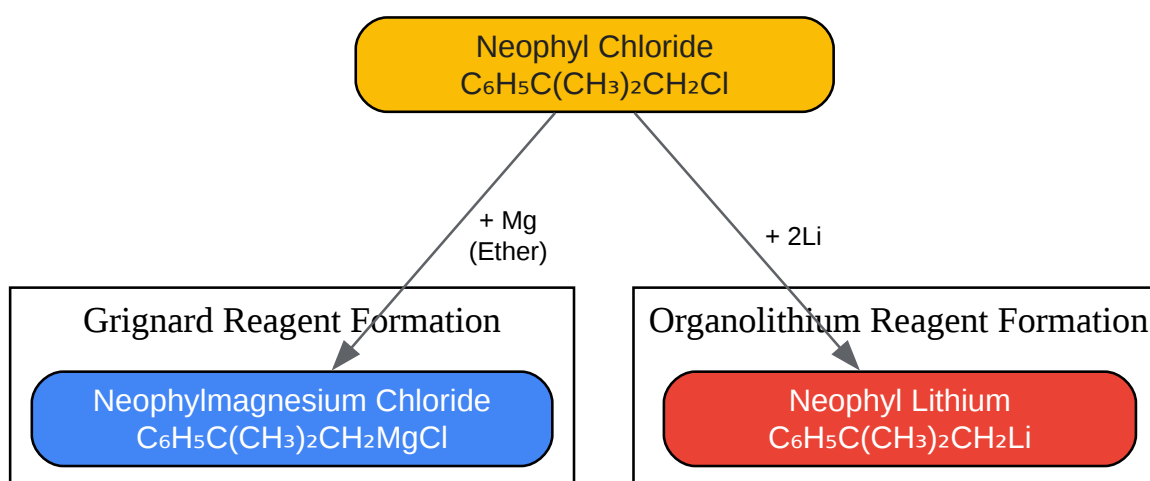 Neophyl Chloride
C₆H₅C(CH₃)₂CH₂Cl
+ Mg
(Ether)
+ 2Li
Grignard Reagent Formation
Organolithium Reagent Formation
Neophylmagnesium Chloride
C₆H₅C(CH₃)₂CH₂MgCl
Neophyl Lithium
C₆H₅C(CH₃)₂CH₂Li